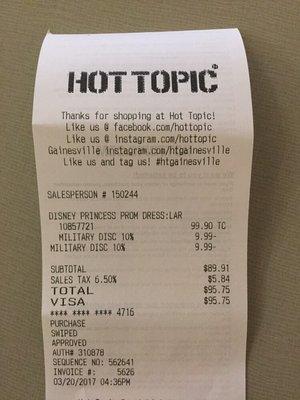 HOT TOPIC
Thanks for shopping at Hot Topic!
Like us @ facebook.com/hottopic
Like us @ instagram.com/hottopic
Gainesville instagram.com/htgainesville
Like us and tag us! #htgainesville
SALESPERSON # 150244
DISNEY PRINCESS PROM DRESS:LAR
10857721 99.90 TC
MILITARY DISC 10% 9.99-
MILITARY DISC 10% 9.99-
SUBTOTAL $89.91
SALES TAX 6.50% $5.84
TOTAL $95.75
VISA $95.75
**** **** **** 4716
PURCHASE
SWIPED
APPROVED
AUTH# 310878
SEQUENCE NO: 562641
INVOICE #: 5626
03/20/2017 04:36PM